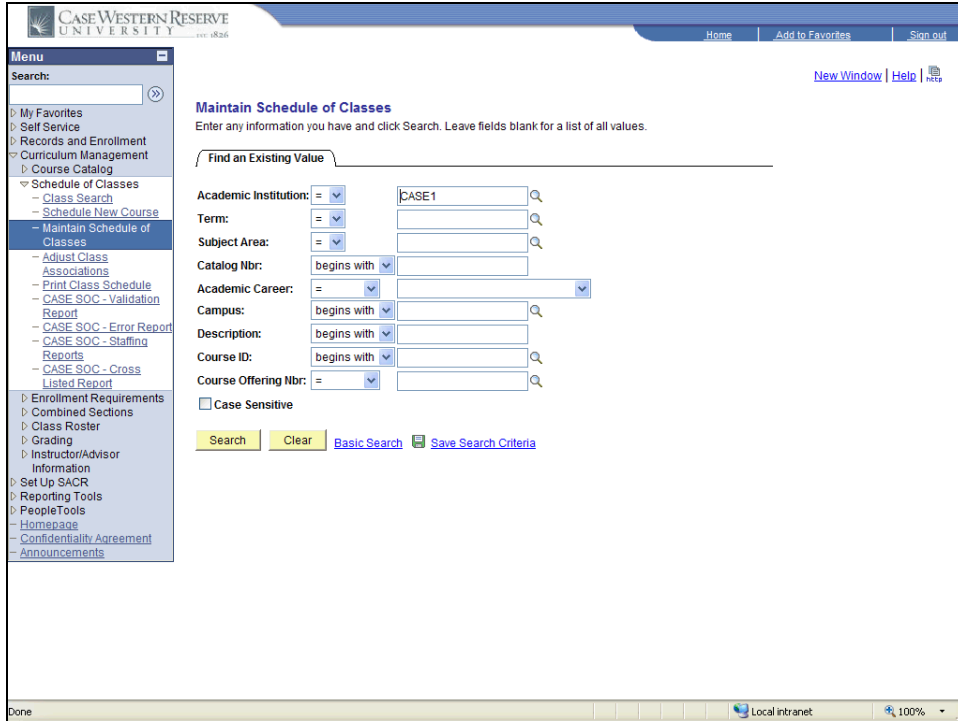 CASE WESTERN RESERVE
UNIVERSITY EST. 1826
Home Add to Favorites Sign out
Menu
Search:
New Window | Help | http
My Favorites
Self Service
Records and Enrollment
Curriculum Management
Course Catalog
Schedule of Classes
Class Search
Schedule New Course
Maintain Schedule of
Classes
Adjust Class
Associations
Print Class Schedule
CASE SOC - Validation
Report
CASE SOC - Error Report
CASE SOC - Staffing
Reports
CASE SOC - Cross
Listed Report
Enrollment Requirements
Combined Sections
Class Roster
Grading
Instructor/Advisor
Information
Set Up SACR
Reporting Tools
PeopleTools
Homepage
Confidentiality Agreement
Announcements
Maintain Schedule of Classes
Enter any information you have and click Search. Leave fields blank for a list of all values.
Find an Existing Value
Academic Institution: = CASE1
Term: =
Subject Area: =
Catalog Nbr: begins with
Academic Career: =
Campus: begins with
Description: begins with
Course ID: begins with
Course Offering Nbr: =
Case Sensitive
Search Clear Basic Search Save Search Criteria
Done Local intranet 100%